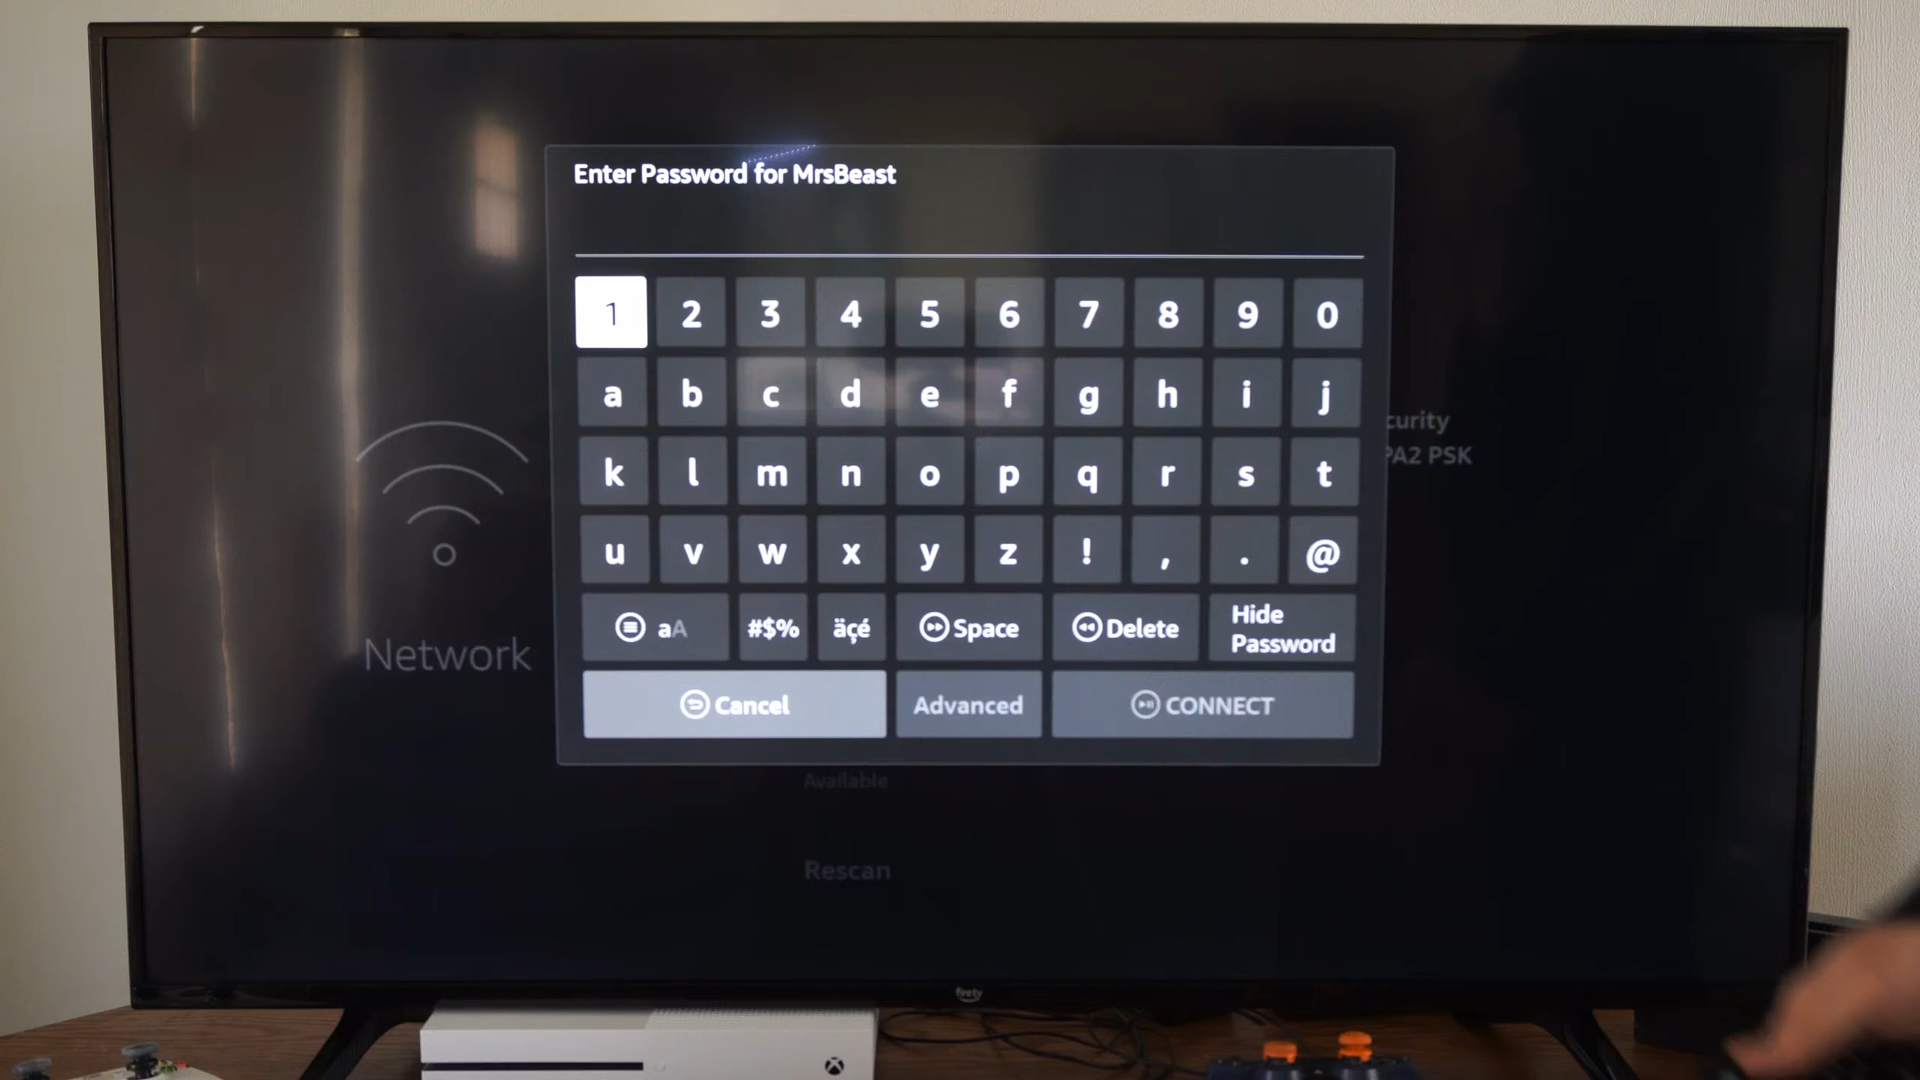 Enter Password for MrsBeast
1 2 3 4 5 6 7 8 9 0
a b c d e f g h i j
k l m n o p q r s t
u v w x y z ! , . @
aA #$% äçé Space Delete Hide Password
Cancel Advanced CONNECT
curity
PA2 PSK
Network
Available
Rescan
firetv